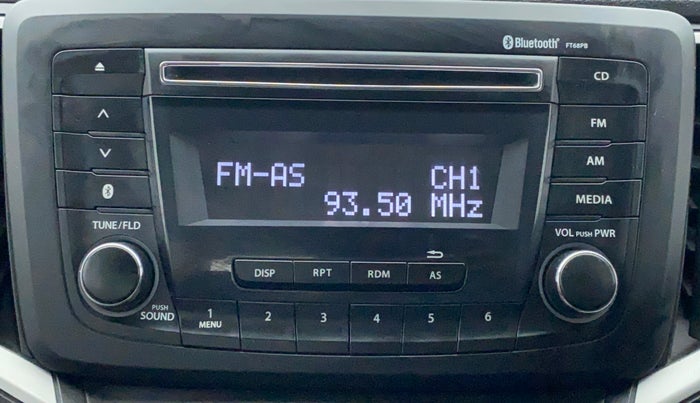 Bluetooth® FT68PB
CD
FM
AM
MEDIA
FM-AS CH1
93.50 MHz
TUNE/FLD
VOL PUSH PWR
DISP RPT RDM AS
PUSH
SOUND
1 2 3 4 5 6
MENU